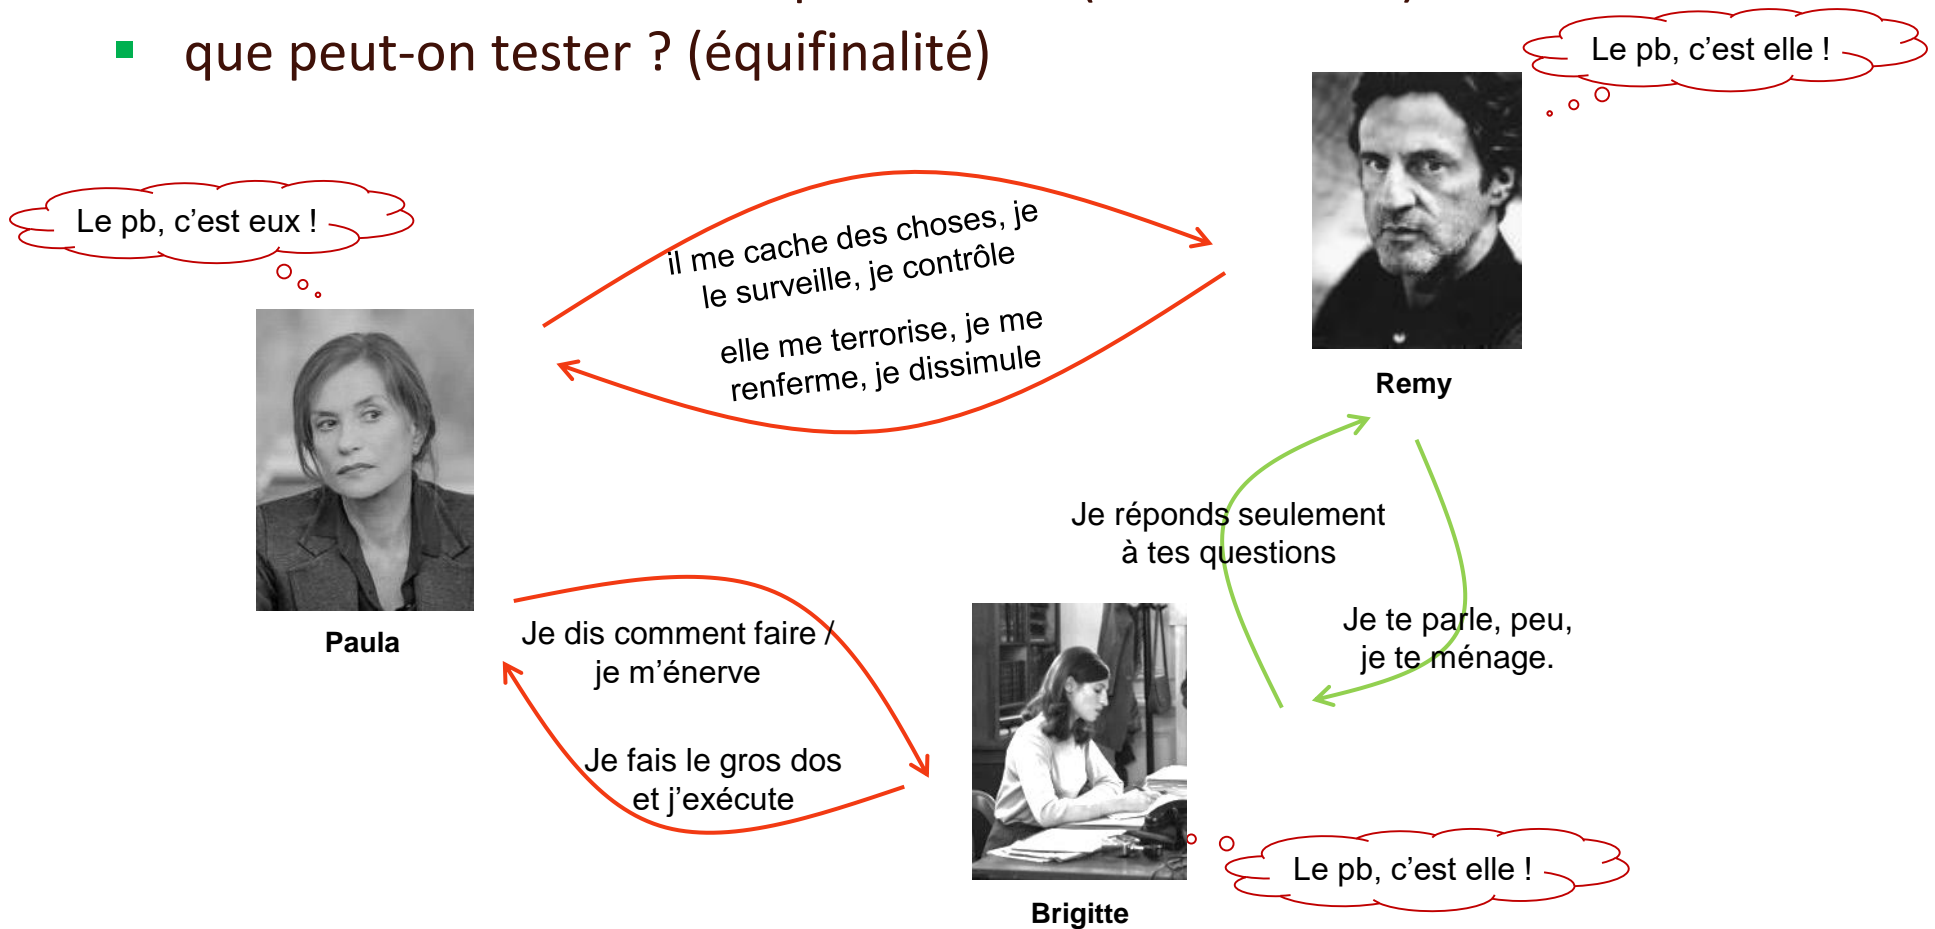 que peut-on tester ? (équifinalité)
Le pb, c’est elle !
Le pb, c’est eux !
il me cache des choses, je
le surveille, je contrôle
elle me terrorise, je me
renferme, je dissimule
Remy
Je réponds seulement
à tes questions
Je te parle, peu,
je te ménage.
Paula
Je dis comment faire /
je m’énerve
Je fais le gros dos
et j’exécute
Le pb, c’est elle !
Brigitte